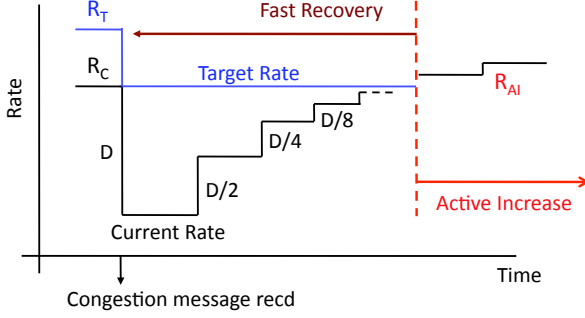 R_T
Fast Recovery
R_C
Target Rate
R_AI
Rate
D
D/8
D/4
D/2
Active Increase
Current Rate
Time
Congestion message recd